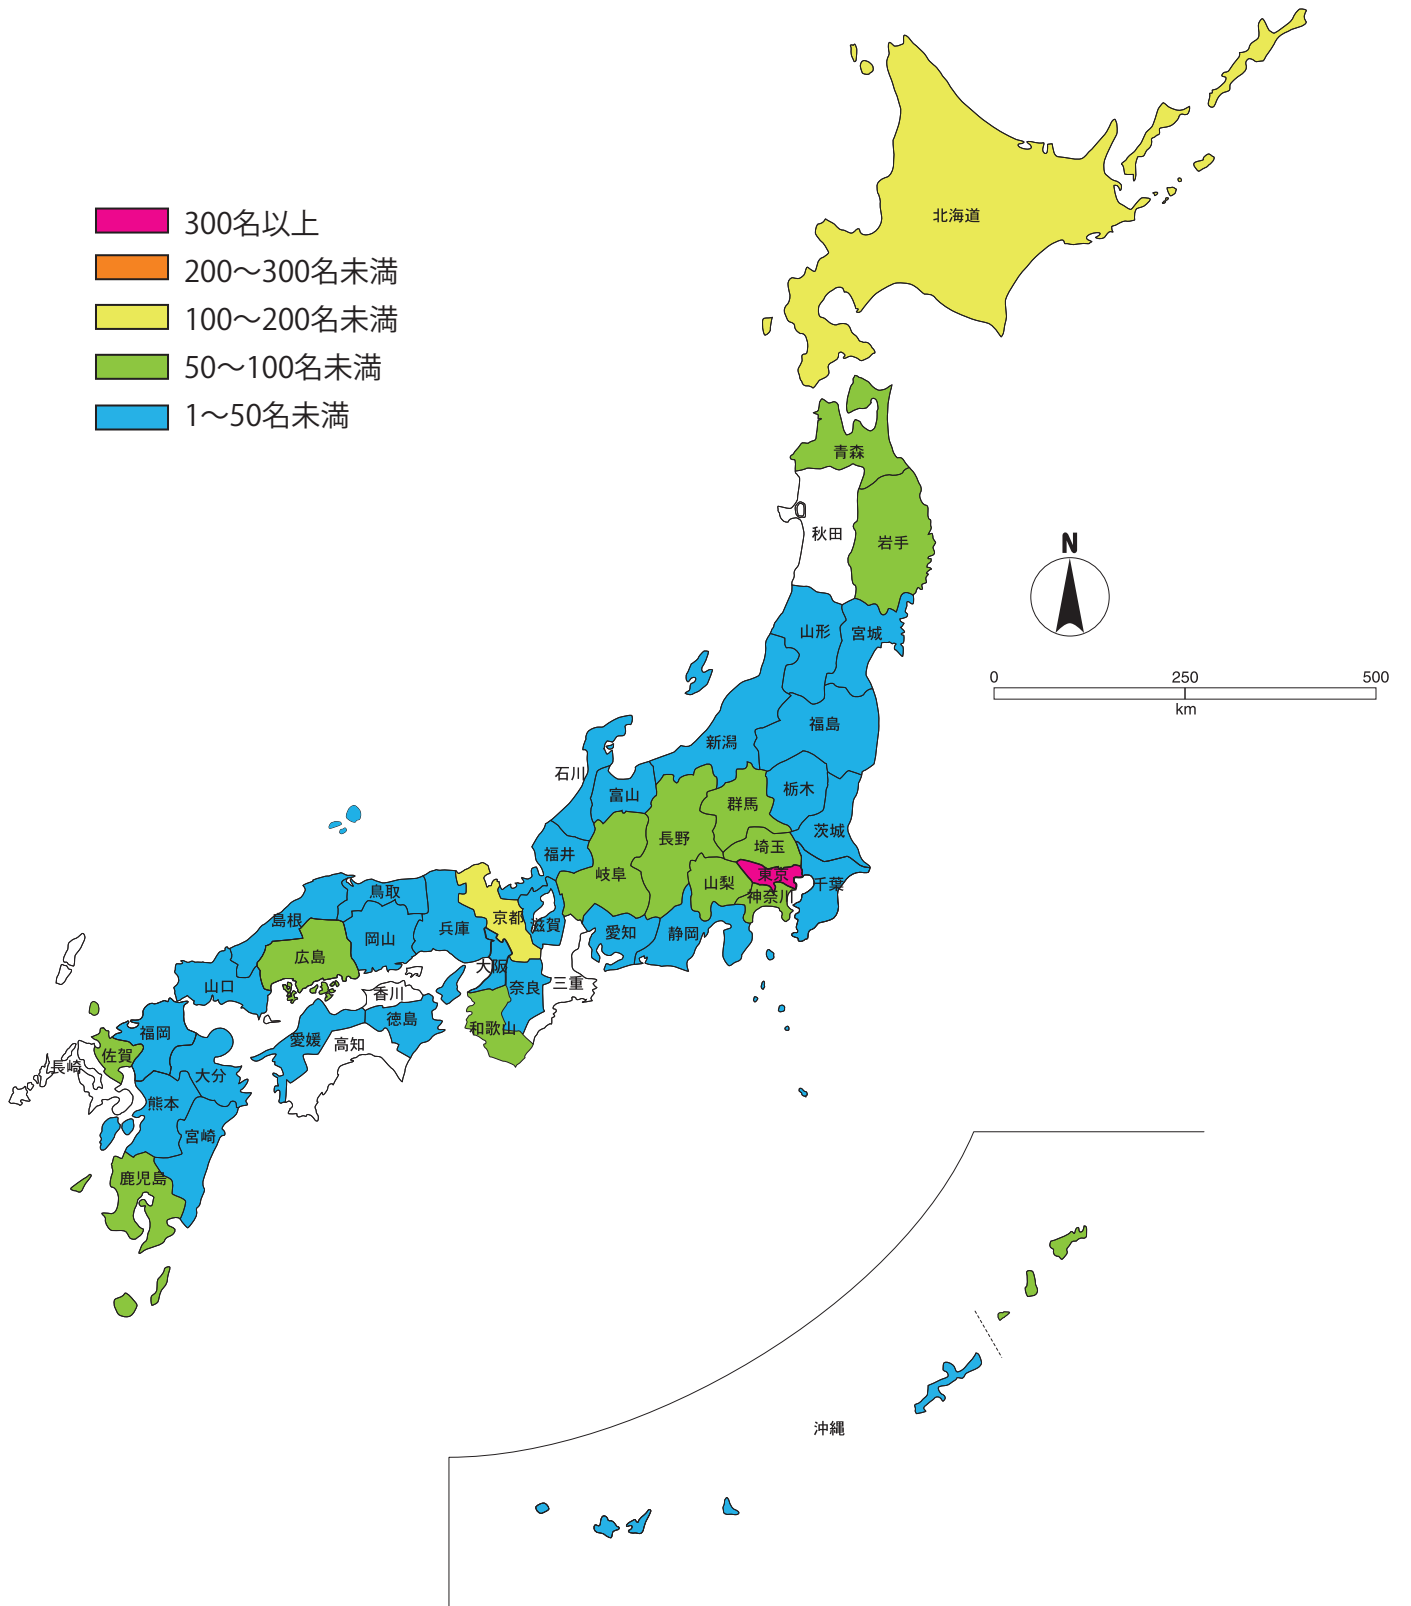 300名以上
200～300名未満
100～200名未満
50～100名未満
1～50名未満
北海道
青森
秋田
岩手
N
山形
宮城
0 250 500
km
福島
新潟
石川
富山
栃木
群馬
茨城
長野
埼玉
福井
岐阜
東京
山梨
千葉
神奈川
鳥取
島根
京都
滋賀
兵庫
愛知
静岡
岡山
広島
大阪
三重
山口
奈良
香川
徳島
和歌山
福岡
愛媛
高知
佐賀
長崎
大分
熊本
宮崎
鹿児島
沖縄